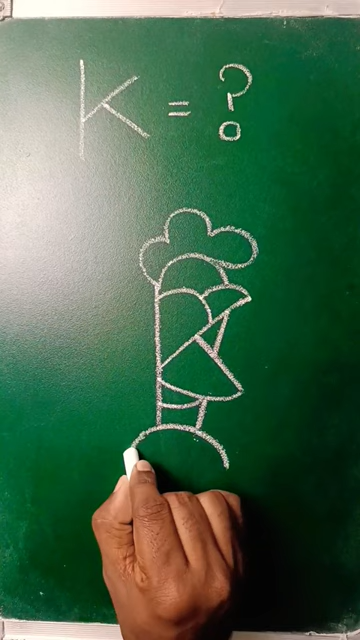 K = ?